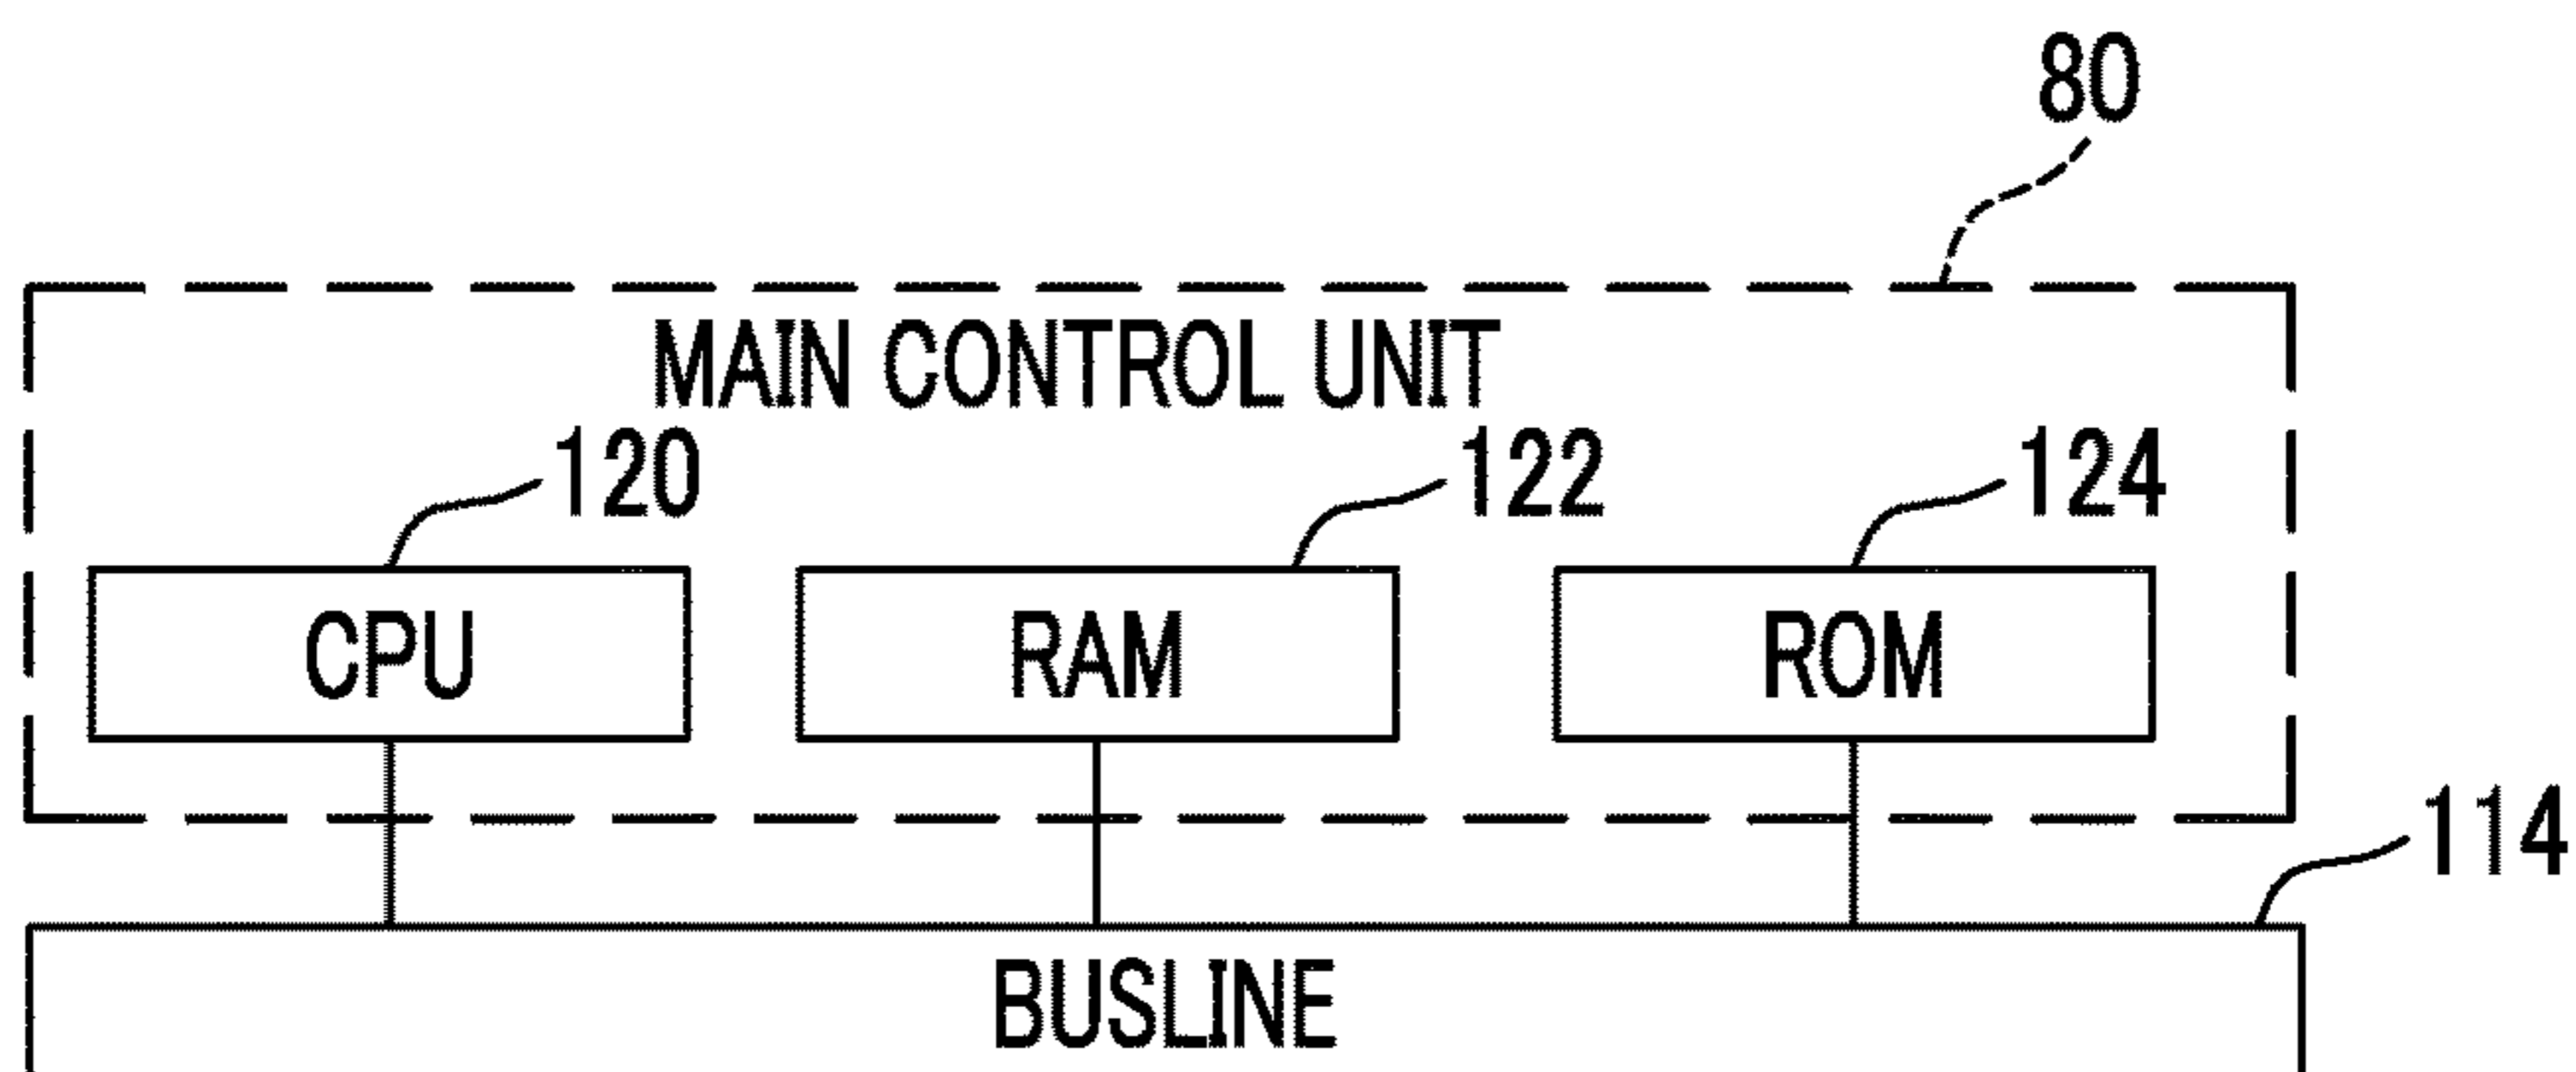 80
MAIN CONTROL UNIT
120 122 124
CPU RAM ROM
114
BUSLINE